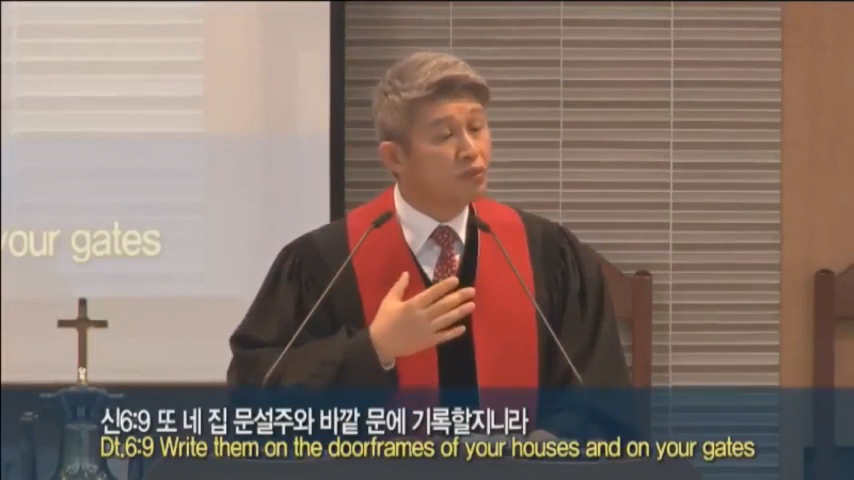 your gates
신6:9 또 네 집 문설주와 바깥 문에 기록할지니라
Dt.6:9 Write them on the doorframes of your houses and on your gates